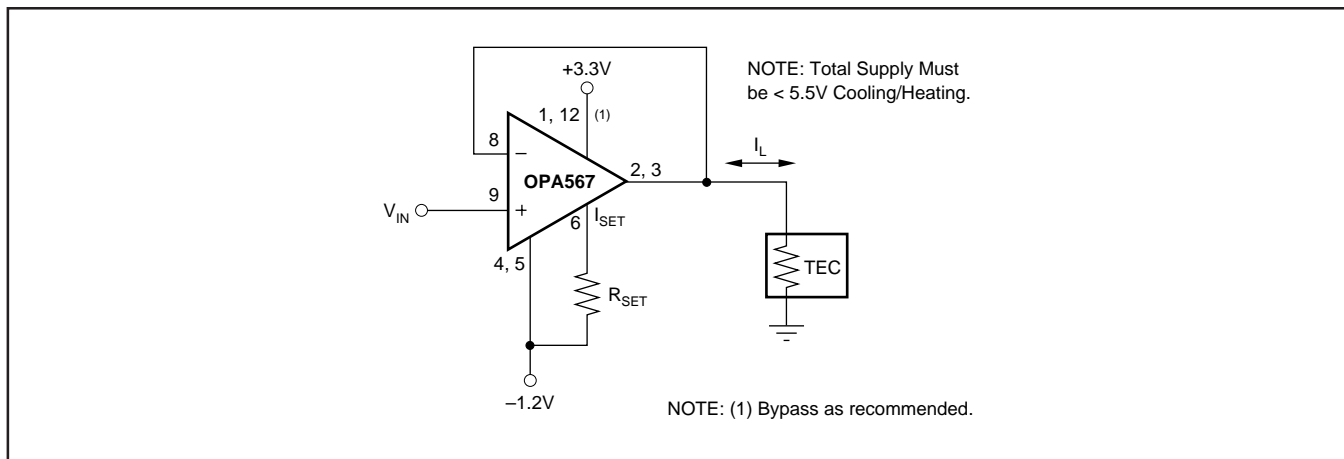 +3.3V
NOTE: Total Supply Must
be < 5.5V Cooling/Heating.
1, 12
(1)
8
–
I_L
2, 3
OPA567
9
V_IN
+
I_SET
6
4, 5
TEC
R_SET
–1.2V
NOTE: (1) Bypass as recommended.